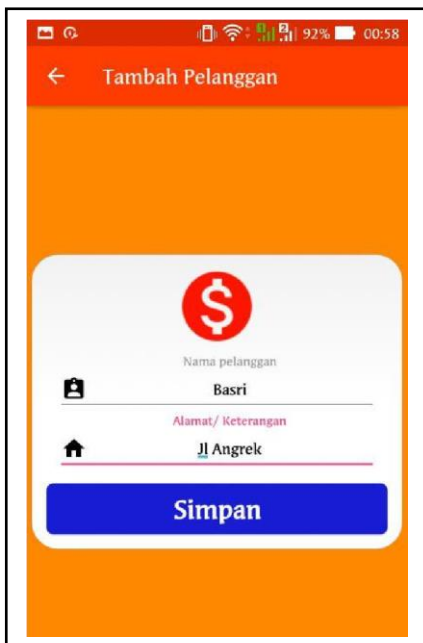 92% 00:58
Tambah Pelanggan
$
Nama pelanggan
Basri
Alamat/ Keterangan
Jl Angrek
Simpan